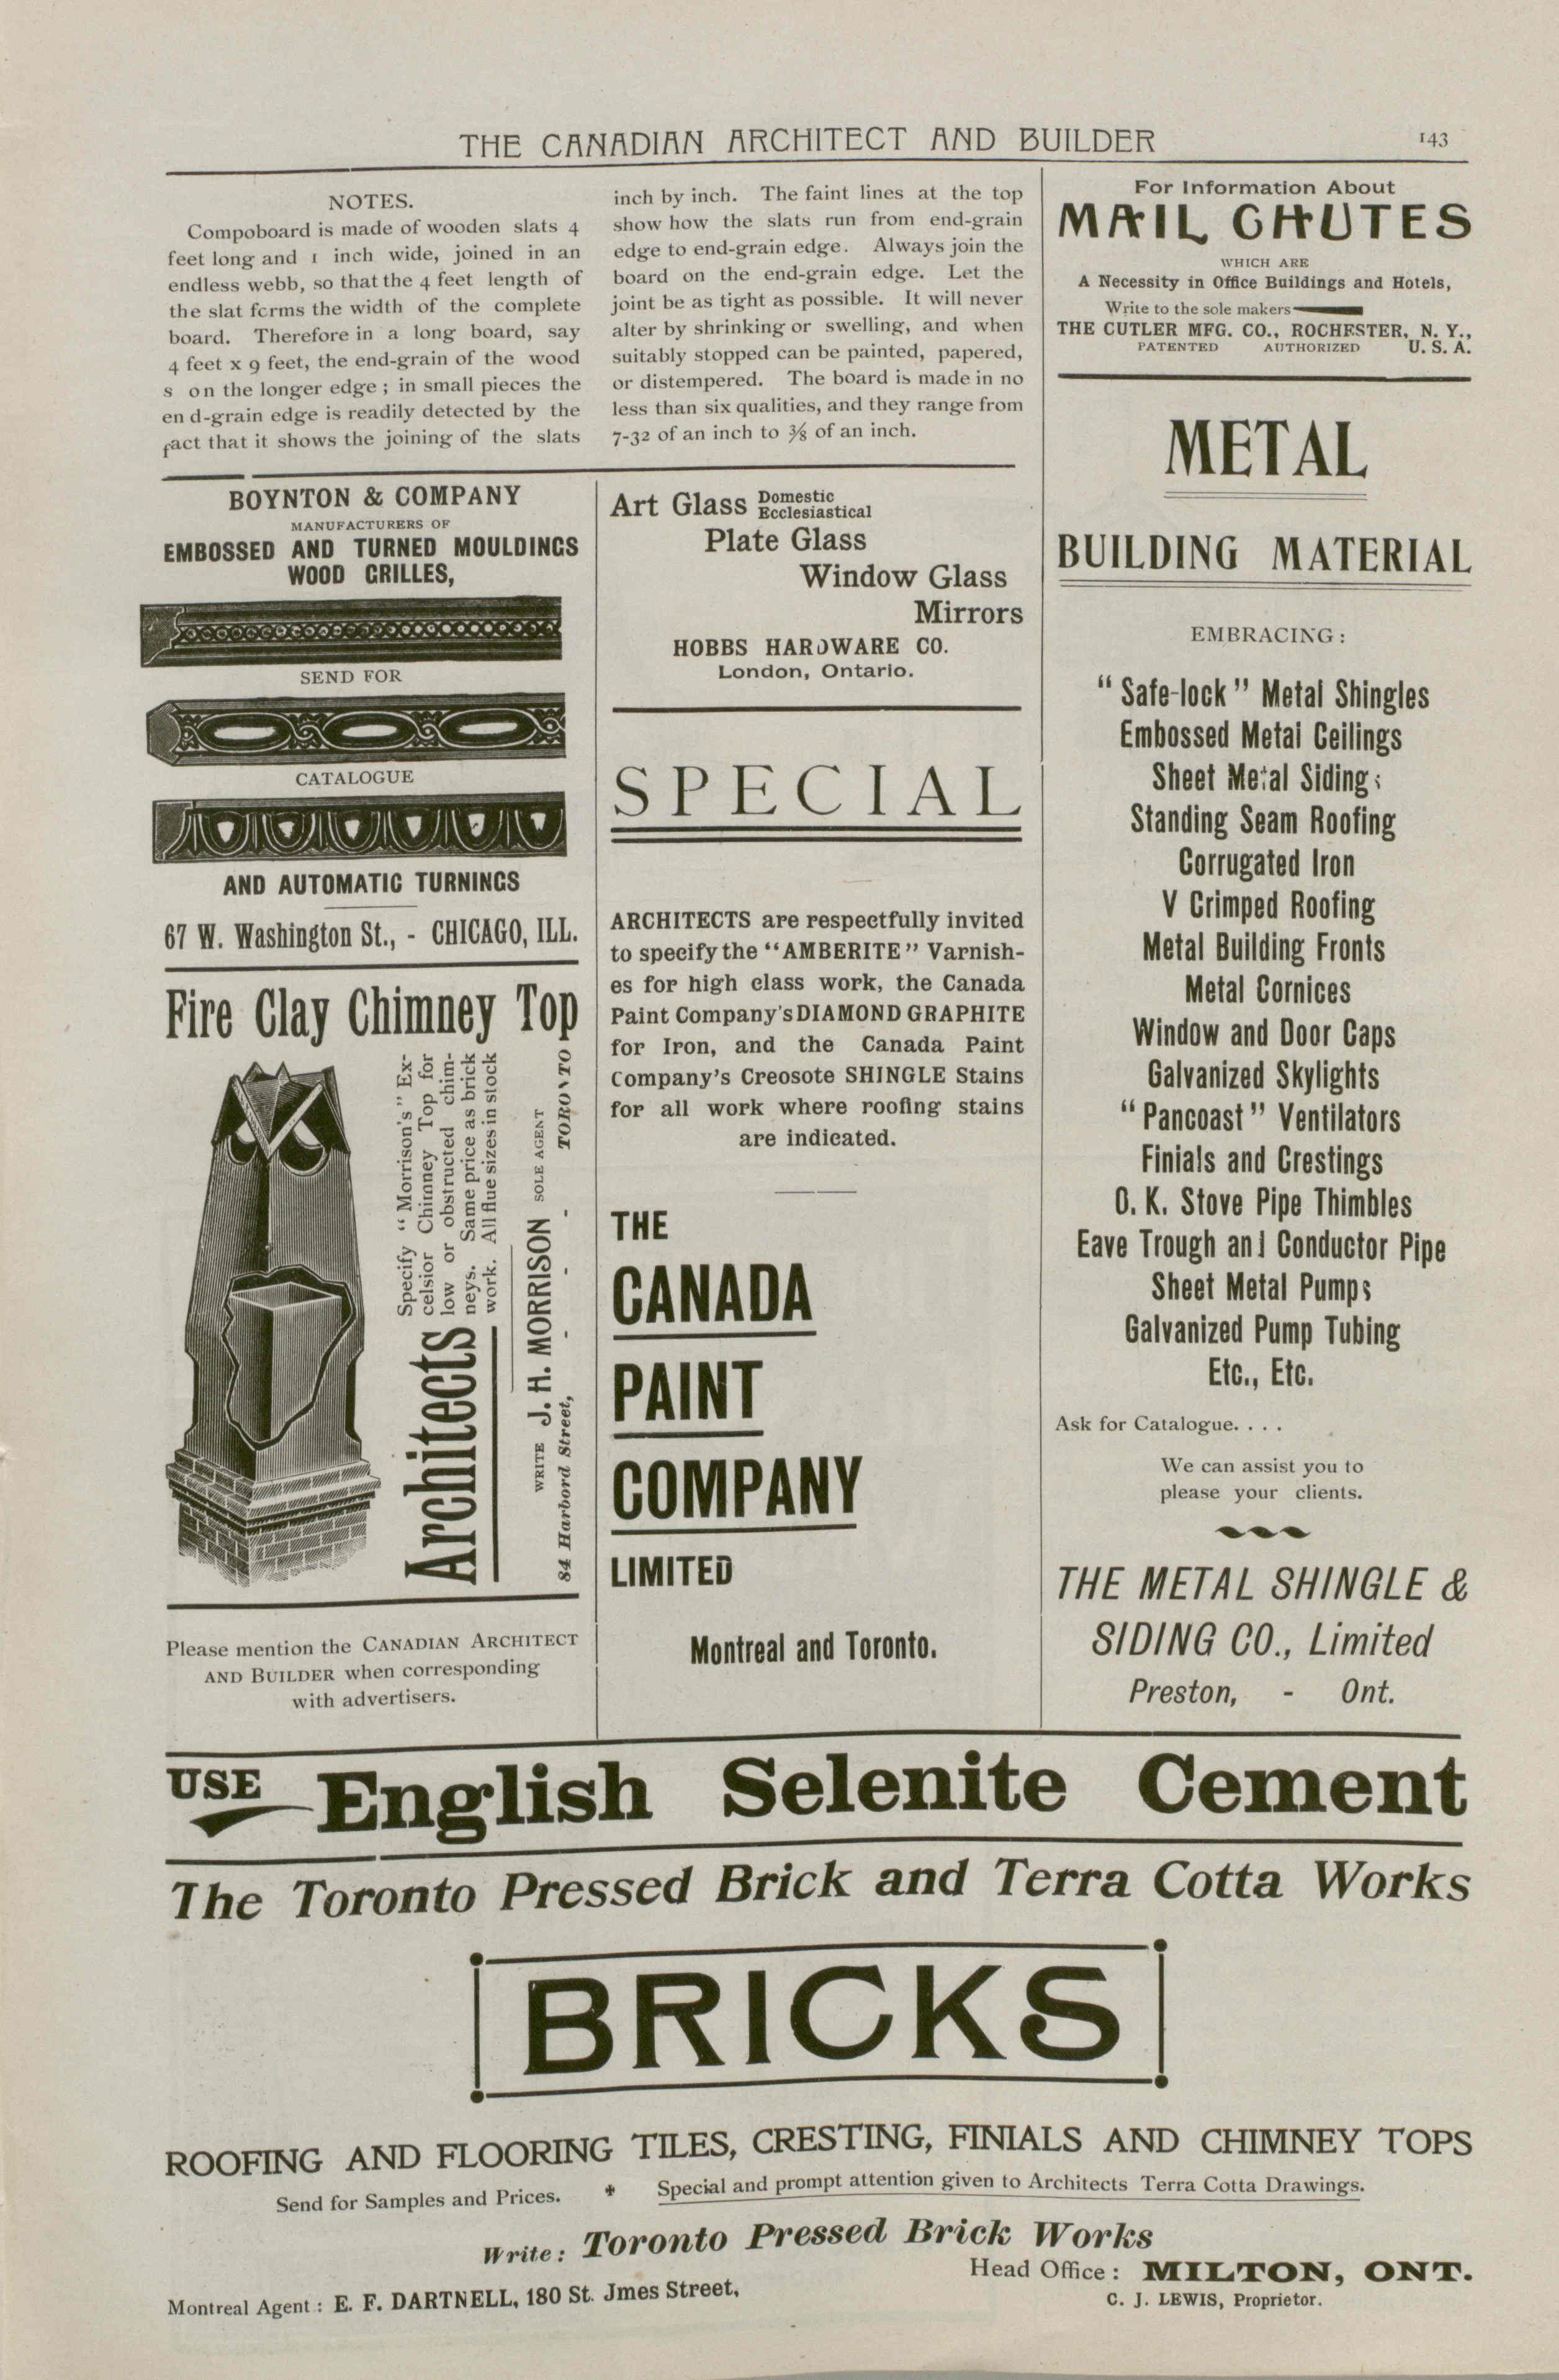 THE CANADIAN ARCHITECT AND BUILDER
143
NOTES.
Compoboard is made of wooden slats 4
feet long and 1 inch wide, joined in an
endless webb, so that the 4 feet length of
the slat fcrms the width of the complete
board. Therefore in a long board, say
4 feet x 9 feet, the end-grain of the wood
s on the longer edge ; in small pieces the
en d-grain edge is readily detected by the
fact that it shows the joining of the slats
inch by inch. The faint lines at the top
show how the slats run from end-grain
edge to end-grain edge. Always join the
board on the end-grain edge. Let the
joint be as tight as possible. It will never
alter by shrinking or swelling, and when
suitably stopped can be painted, papered,
or distempered. The board is made in no
less than six qualities, and they range from
7-32 of an inch to ⅜ of an inch.
BOYNTON & COMPANY
MANUFACTURERS OF
EMBOSSED AND TURNED MOULDINGS
WOOD GRILLES,
SEND FOR
CATALOGUE
AND AUTOMATIC TURNINGS
67 W. Washington St., - CHICAGO, ILL.
Fire Clay Chimney Top
Architects
Specify "Morrison's" Ex-
celsior Chimney Top for
low or obstructed chim-
neys. Same price as brick
work. All flue sizes in stock
WRITE J. H. MORRISON SOLE AGENT
84 Harbord Street, - - - TORONTO
Please mention the CANADIAN ARCHITECT
AND BUILDER when corresponding
with advertisers.
Art Glass Domestic
Ecclesiastical
Plate Glass
Window Glass
Mirrors
HOBBS HARDWARE CO.
London, Ontario.
SPECIAL
ARCHITECTS are respectfully invited
to specify the "AMBERITE" Varnish-
es for high class work, the Canada
Paint Company's DIAMOND GRAPHITE
for Iron, and the Canada Paint
Company's Creosote SHINGLE Stains
for all work where roofing stains
are indicated.
THE
CANADA
PAINT
COMPANY
LIMITED
Montreal and Toronto.
For Information About
MAIL CHUTES
WHICH ARE
A Necessity in Office Buildings and Hotels,
Write to the sole makers
THE CUTLER MFG. CO., ROCHESTER, N. Y.,
PATENTED AUTHORIZED U. S. A.
METAL
BUILDING MATERIAL
EMBRACING :
"Safe-lock" Metal Shingles
Embossed Metal Ceilings
Sheet Metal Sidings
Standing Seam Roofing
Corrugated Iron
V Crimped Roofing
Metal Building Fronts
Metal Cornices
Window and Door Caps
Galvanized Skylights
"Pancoast" Ventilators
Finials and Crestings
O. K. Stove Pipe Thimbles
Eave Trough and Conductor Pipe
Sheet Metal Pumps
Galvanized Pump Tubing
Etc., Etc.
Ask for Catalogue. . . .
We can assist you to
please your clients.
THE METAL SHINGLE &
SIDING CO., Limited
Preston, - Ont.
USE English Selenite Cement
The Toronto Pressed Brick and Terra Cotta Works
BRICKS
ROOFING AND FLOORING TILES, CRESTING, FINIALS AND CHIMNEY TOPS
Send for Samples and Prices. * Special and prompt attention given to Architects Terra Cotta Drawings.
Write: Toronto Pressed Brick Works
Head Office : MILTON, ONT.
Montreal Agent : E. F. DARTNELL, 180 St. Jmes Street,
C. J. LEWIS, Proprietor.